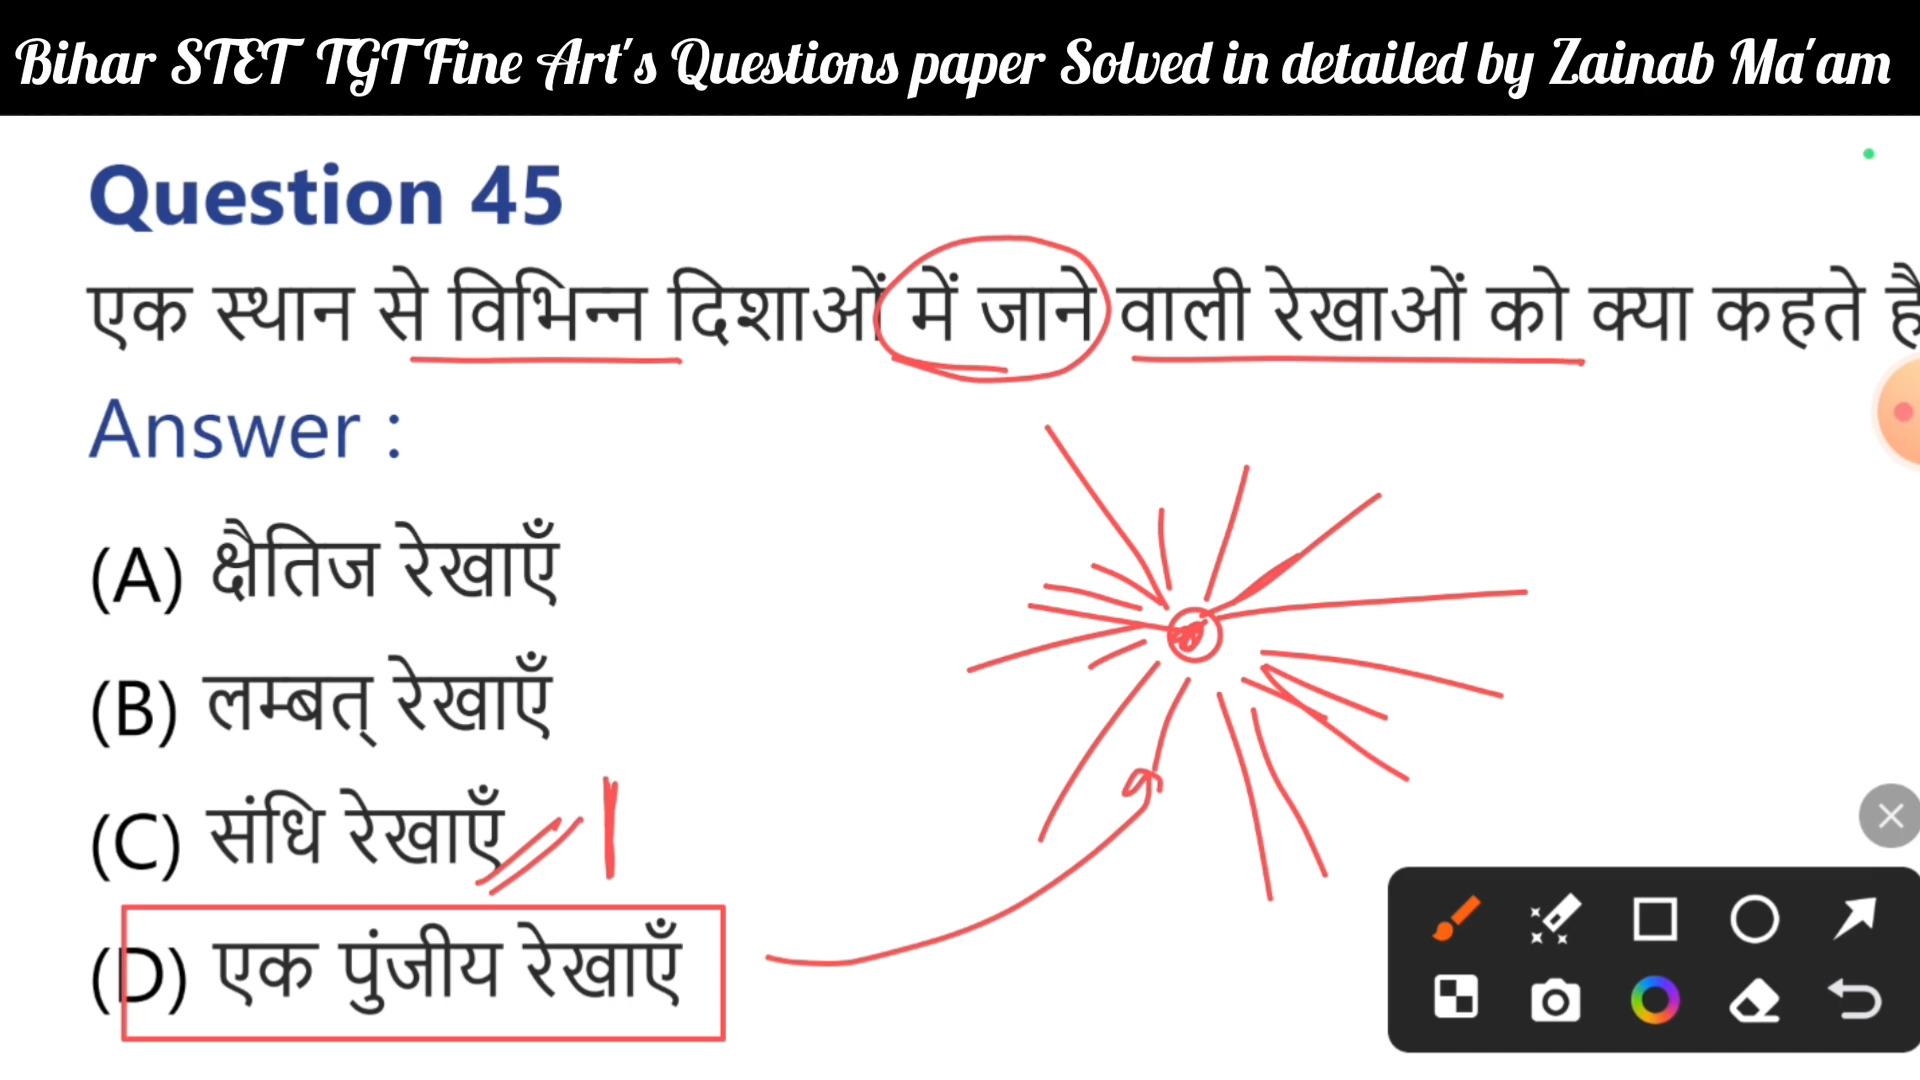 Bihar STET TGT Fine Art's Questions paper Solved in detailed by Zainab Ma'am
Question 45
एक स्थान से विभिन्न दिशाओं में जाने वाली रेखाओं को क्या कहते है
Answer :
(A) क्षैतिज रेखाएँ
(B) लम्बत् रेखाएँ
(C) संधि रेखाएँ
(D) एक पुंजीय रेखाएँ